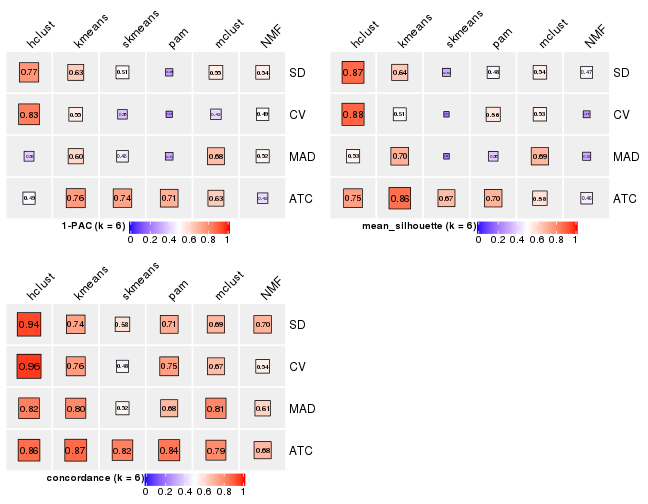 hclust kmeans skmeans pam mclust NMF
0.77 0.63 0.51 0.55 0.54 SD
0.83 0.55 0.49 CV
0.60 0.68 0.52 MAD
0.49 0.76 0.74 0.71 0.63 ATC
1-PAC (k = 6)
0 0.2 0.4 0.6 0.8 1
hclust kmeans skmeans pam mclust NMF
0.87 0.64 0.48 0.54 0.47 SD
0.88 0.51 0.56 0.53 CV
0.53 0.70 0.69 MAD
0.75 0.86 0.67 0.70 0.58 ATC
mean_silhouette (k = 6)
0 0.2 0.4 0.6 0.8 1
hclust kmeans skmeans pam mclust NMF
0.94 0.74 0.58 0.71 0.69 0.70 SD
0.96 0.76 0.48 0.75 0.67 0.54 CV
0.82 0.80 0.52 0.68 0.81 0.61 MAD
0.86 0.87 0.82 0.84 0.79 0.68 ATC
concordance (k = 6)
0 0.2 0.4 0.6 0.8 1